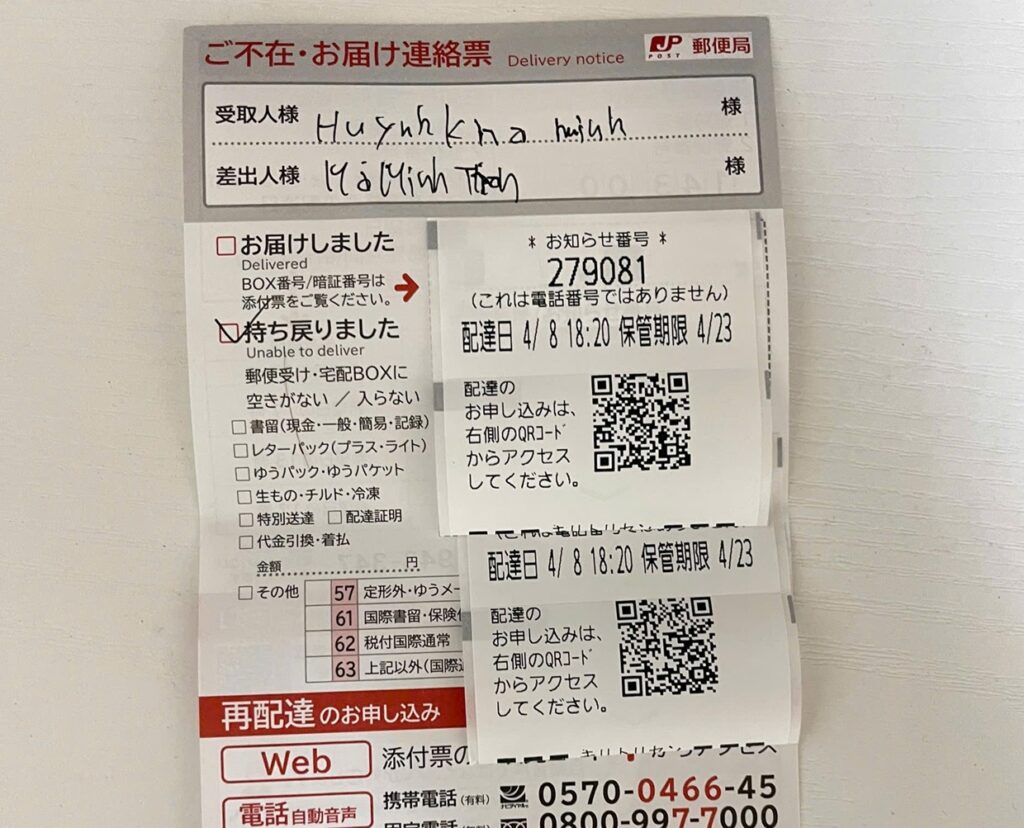 ご不在・お届け連絡票 Delivery notice
JP POST 郵便局
受取人様 Huynh 様
差出人様 Minh 様
□お届けしました
Delivered
BOX番号/暗証番号は
添付票をご覧ください。
□持ち戻りました
Unable to deliver
郵便受け・宅配BOXに
空きがない / 入らない
□書留(現金・一般・簡易・記録)
□レターパック(プラス・ライト)
□ゆうパック・ゆうパケット
□生もの・チルド・冷凍
□特別送達 □配達証明
□代金引換・着払
金額 円
□その他 57 定形外・ゆうメー
61 国際書留・保険
62 税付国際通常
63 上記以外(国際
* お知らせ番号 *
279081
(これは電話番号ではありません)
配達日 4/ 8 18:20 保管期限 4/23
配達の
お申し込みは、
右側のQRコード
からアクセス
してください。
配達日 4/ 8 18:20 保管期限 4/23
配達の
お申し込みは、
右側のQRコード
からアクセス
してください。
再配達のお申し込み
Web 添付票の
電話自動音声 携帯電話(有料) 0570-0466-45
固定電話 0800-997-7000